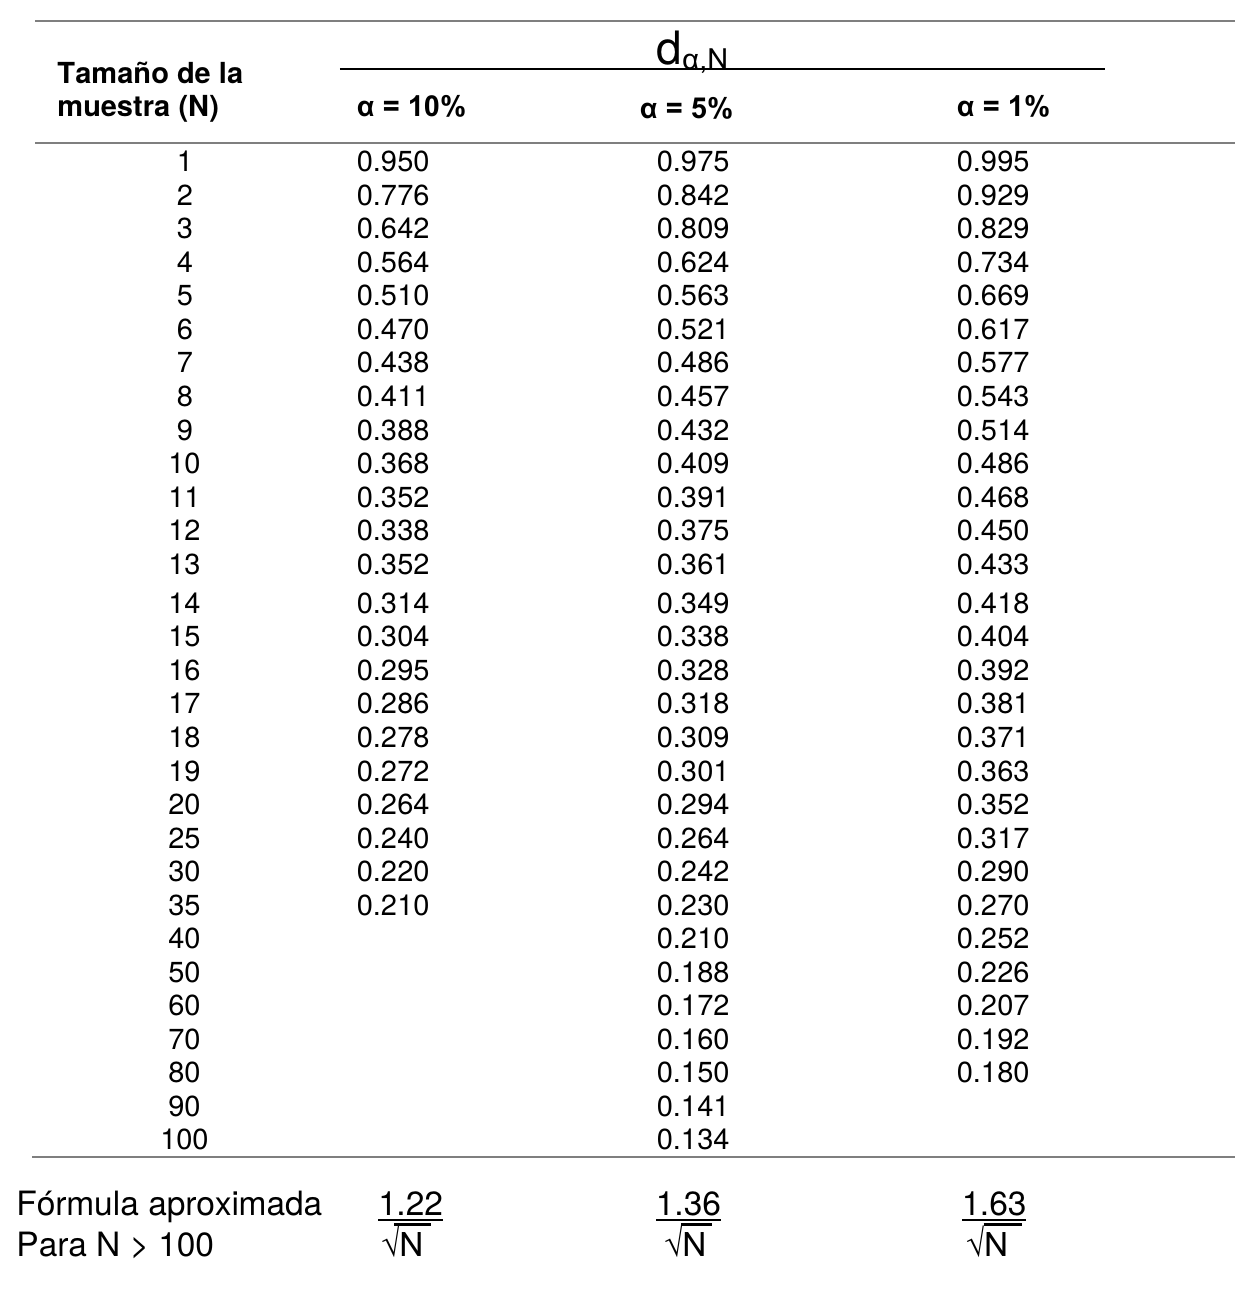 d α,N
Tamaño de la
muestra (N)
α = 10% α = 5% α = 1%
1 0.950 0.975 0.995
2 0.776 0.842 0.929
3 0.642 0.809 0.829
4 0.564 0.624 0.734
5 0.510 0.563 0.669
6 0.470 0.521 0.617
7 0.438 0.486 0.577
8 0.411 0.457 0.543
9 0.388 0.432 0.514
10 0.368 0.409 0.486
11 0.352 0.391 0.468
12 0.338 0.375 0.450
13 0.352 0.361 0.433
14 0.314 0.349 0.418
15 0.304 0.338 0.404
16 0.295 0.328 0.392
17 0.286 0.318 0.381
18 0.278 0.309 0.371
19 0.272 0.301 0.363
20 0.264 0.294 0.352
25 0.240 0.264 0.317
30 0.220 0.242 0.290
35 0.210 0.230 0.270
40 0.210 0.252
50 0.188 0.226
60 0.172 0.207
70 0.160 0.192
80 0.150 0.180
90 0.141
100 0.134
Fórmula aproximada 1.22 1.36 1.63
Para N > 100 √N √N √N